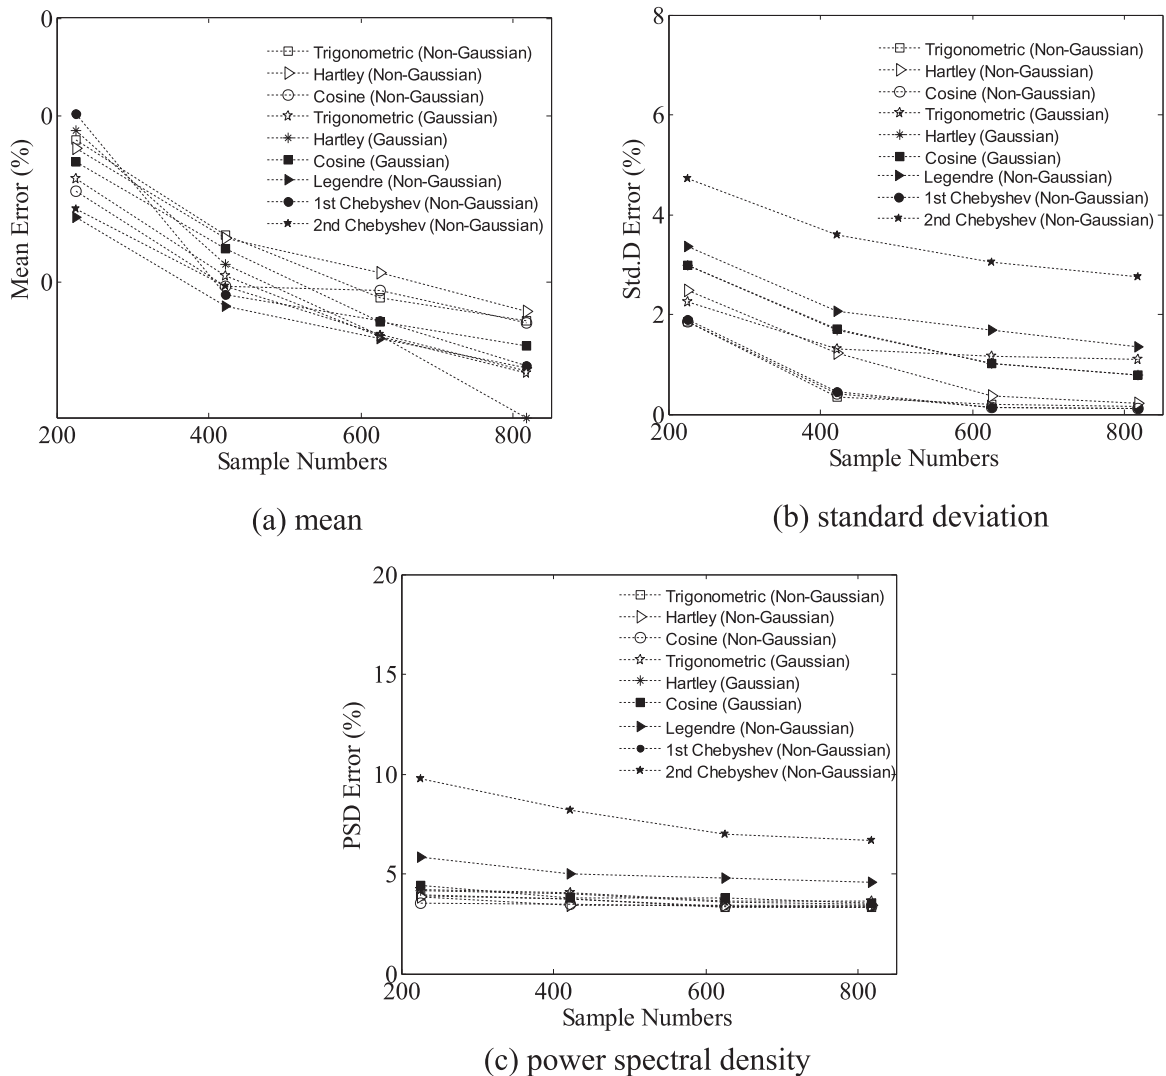 0
0
0
Mean Error (%)
Trigonometric (Non-Gaussian)
Hartley (Non-Gaussian)
Cosine (Non-Gaussian)
Trigonometric (Gaussian)
Hartley (Gaussian)
Cosine (Gaussian)
Legendre (Non-Gaussian)
1st Chebyshev (Non-Gaussian)
2nd Chebyshev (Non-Gaussian)
200 400 600 800
Sample Numbers
(a) mean
8
6
4
2
0
Std.D Error (%)
Trigonometric (Non-Gaussian)
Hartley (Non-Gaussian)
Cosine (Non-Gaussian)
Trigonometric (Gaussian)
Hartley (Gaussian)
Cosine (Gaussian)
Legendre (Non-Gaussian)
1st Chebyshev (Non-Gaussian)
2nd Chebyshev (Non-Gaussian)
200 400 600 800
Sample Numbers
(b) standard deviation
20
15
10
5
0
PSD Error (%)
Trigonometric (Non-Gaussian)
Hartley (Non-Gaussian)
Cosine (Non-Gaussian)
Trigonometric (Gaussian)
Hartley (Gaussian)
Cosine (Gaussian)
Legendre (Non-Gaussian)
1st Chebyshev (Non-Gaussian)
2nd Chebyshev (Non-Gaussian)
200 400 600 800
Sample Numbers
(c) power spectral density